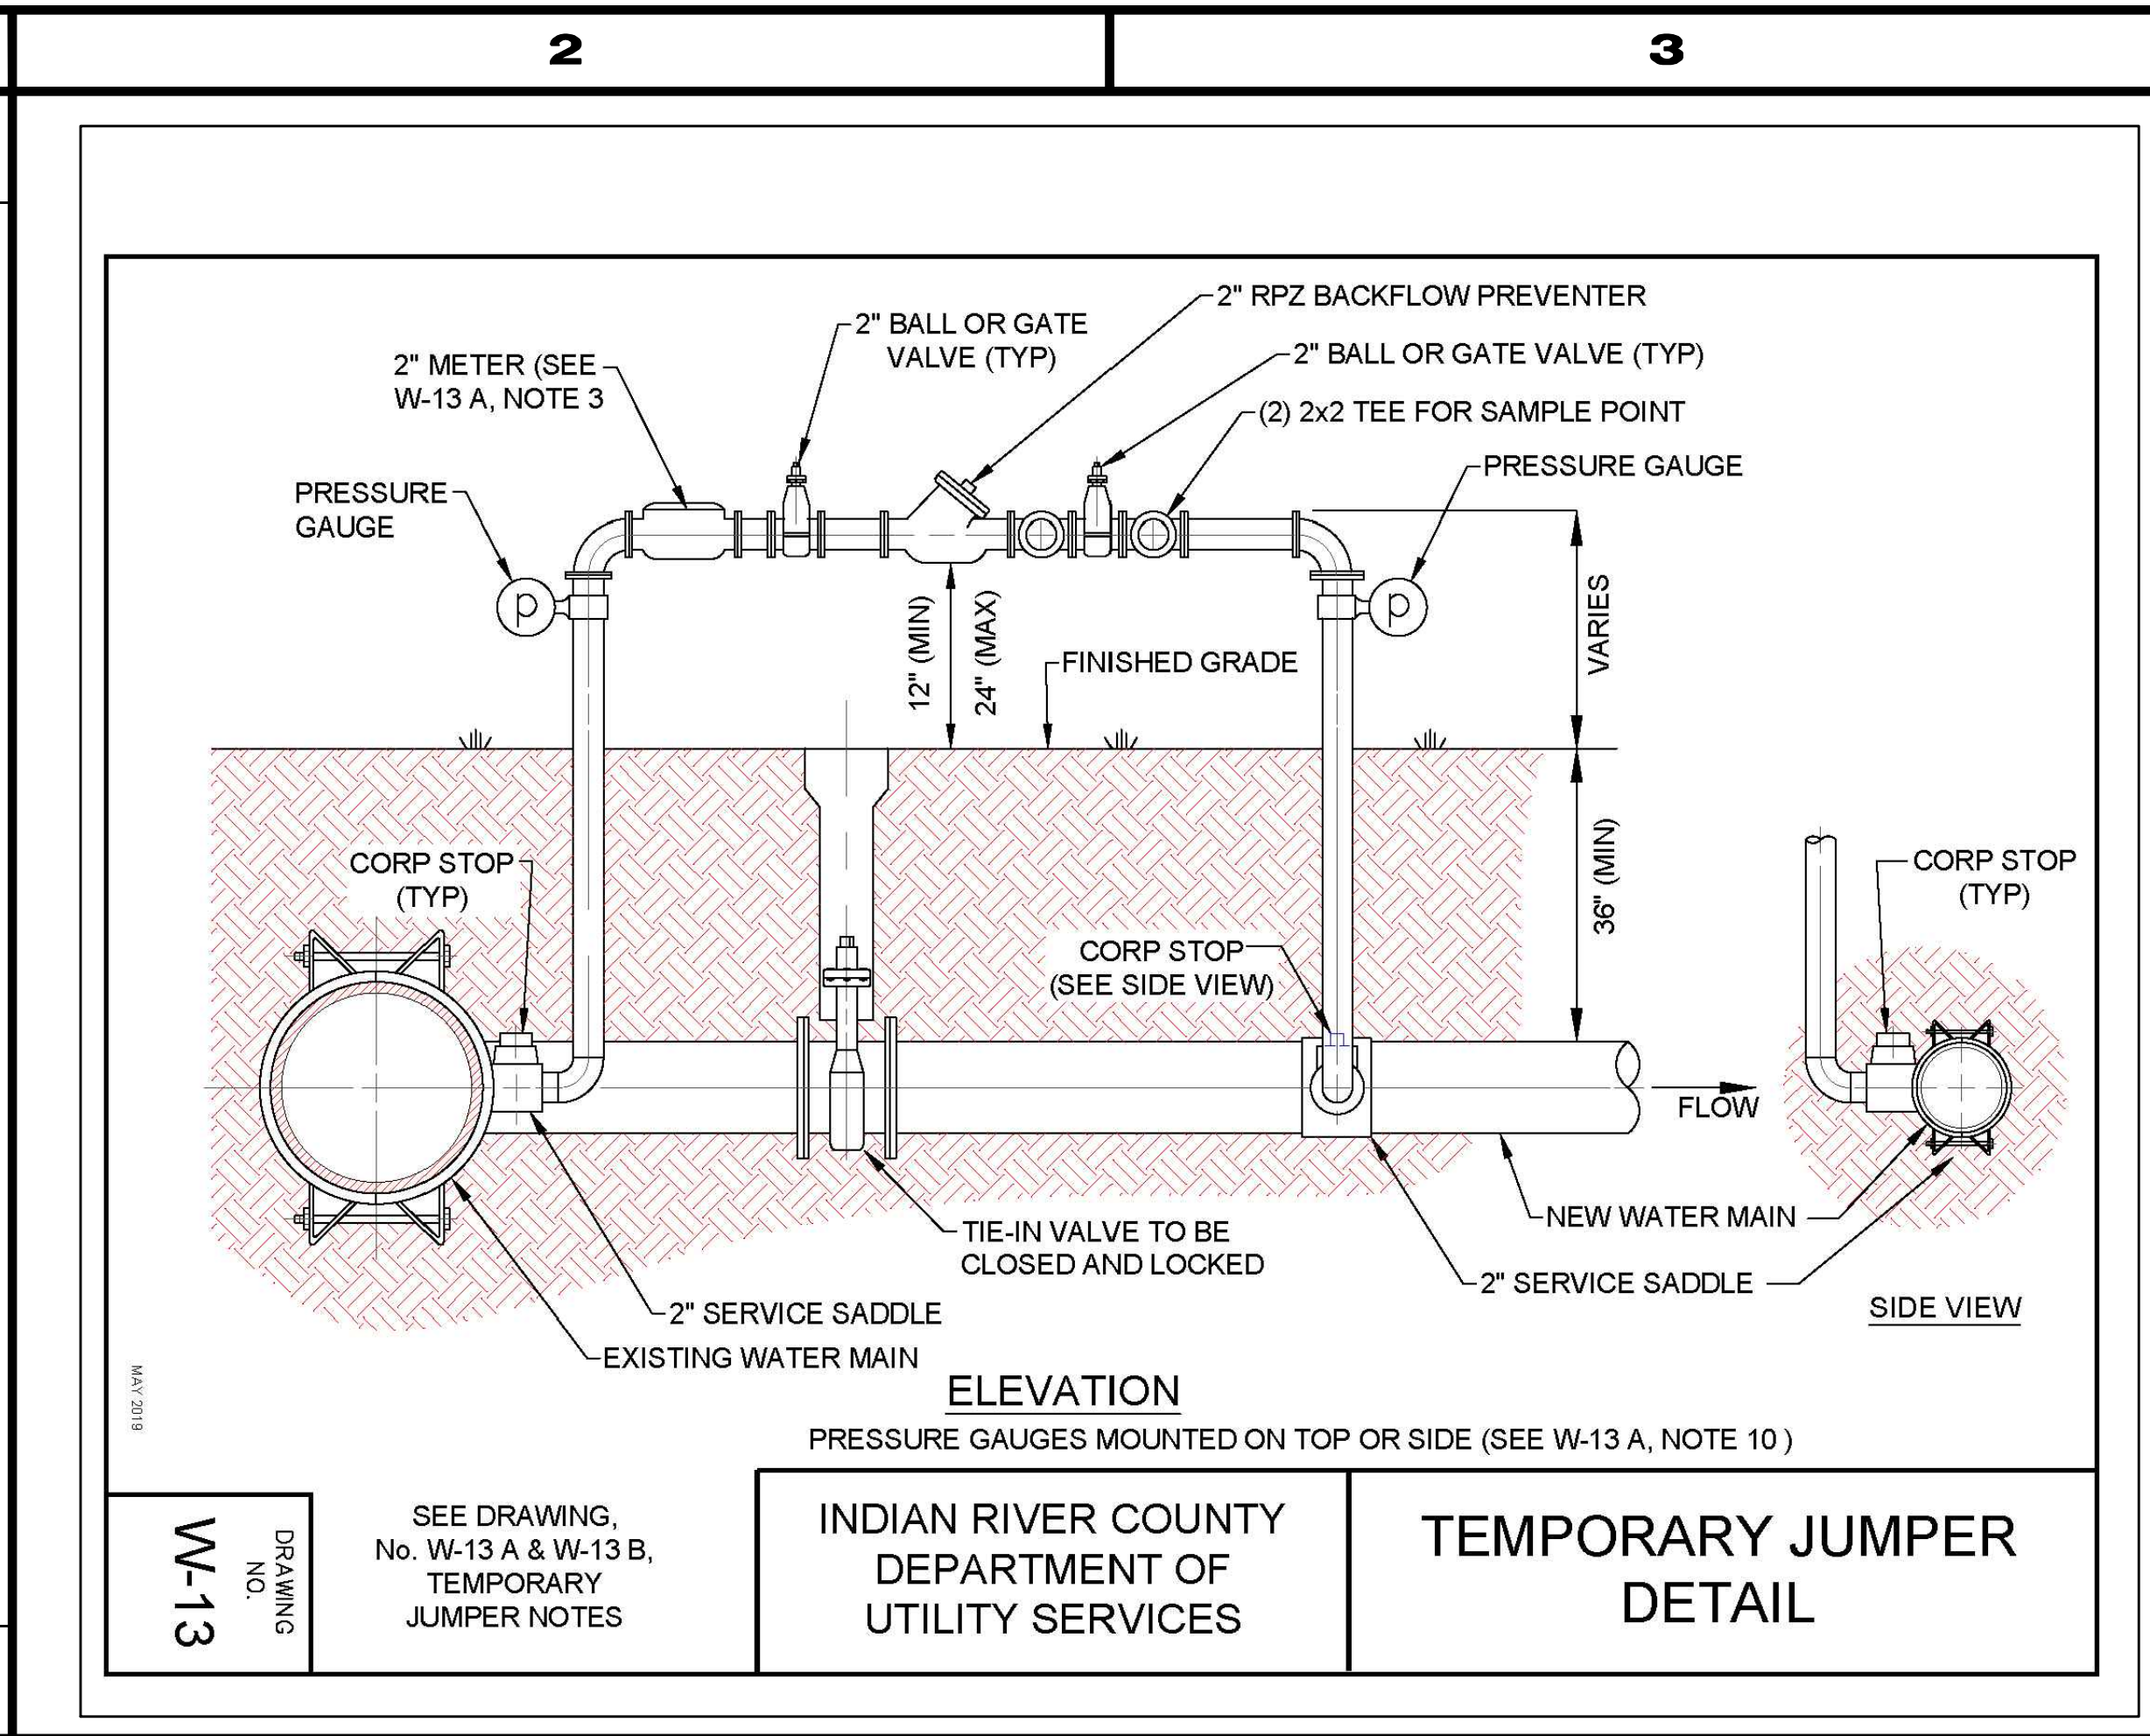 2
3
2" RPZ BACKFLOW PREVENTER
2" BALL OR GATE
VALVE (TYP)
2" BALL OR GATE VALVE (TYP)
2" METER (SEE
W-13 A, NOTE 3
(2) 2x2 TEE FOR SAMPLE POINT
PRESSURE GAUGE
PRESSURE
GAUGE
P
P
12" (MIN)
24" (MAX)
VARIES
FINISHED GRADE
36" (MIN)
CORP STOP
(TYP)
CORP STOP
(TYP)
CORP STOP
(SEE SIDE VIEW)
FLOW
NEW WATER MAIN
TIE-IN VALVE TO BE
CLOSED AND LOCKED
2" SERVICE SADDLE
2" SERVICE SADDLE
SIDE VIEW
EXISTING WATER MAIN
MAY 2019
ELEVATION
PRESSURE GAUGES MOUNTED ON TOP OR SIDE (SEE W-13 A, NOTE 10 )
DRAWING
NO.
W-13
SEE DRAWING,
No. W-13 A & W-13 B,
TEMPORARY
JUMPER NOTES
INDIAN RIVER COUNTY
DEPARTMENT OF
UTILITY SERVICES
TEMPORARY JUMPER
DETAIL